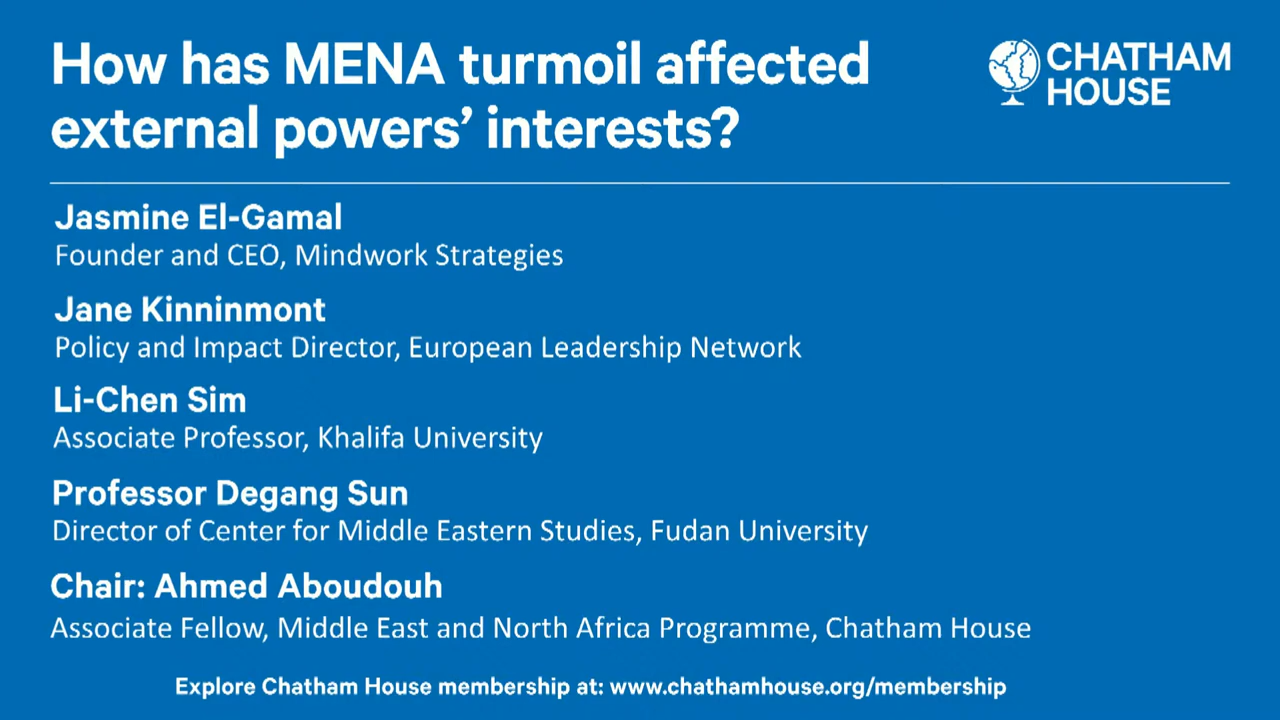 How has MENA turmoil affected
external powers’ interests?
CHATHAM
HOUSE
Jasmine El-Gamal
Founder and CEO, Mindwork Strategies
Jane Kinninmont
Policy and Impact Director, European Leadership Network
Li-Chen Sim
Associate Professor, Khalifa University
Professor Degang Sun
Director of Center for Middle Eastern Studies, Fudan University
Chair: Ahmed Aboudouh
Associate Fellow, Middle East and North Africa Programme, Chatham House
Explore Chatham House membership at: www.chathamhouse.org/membership